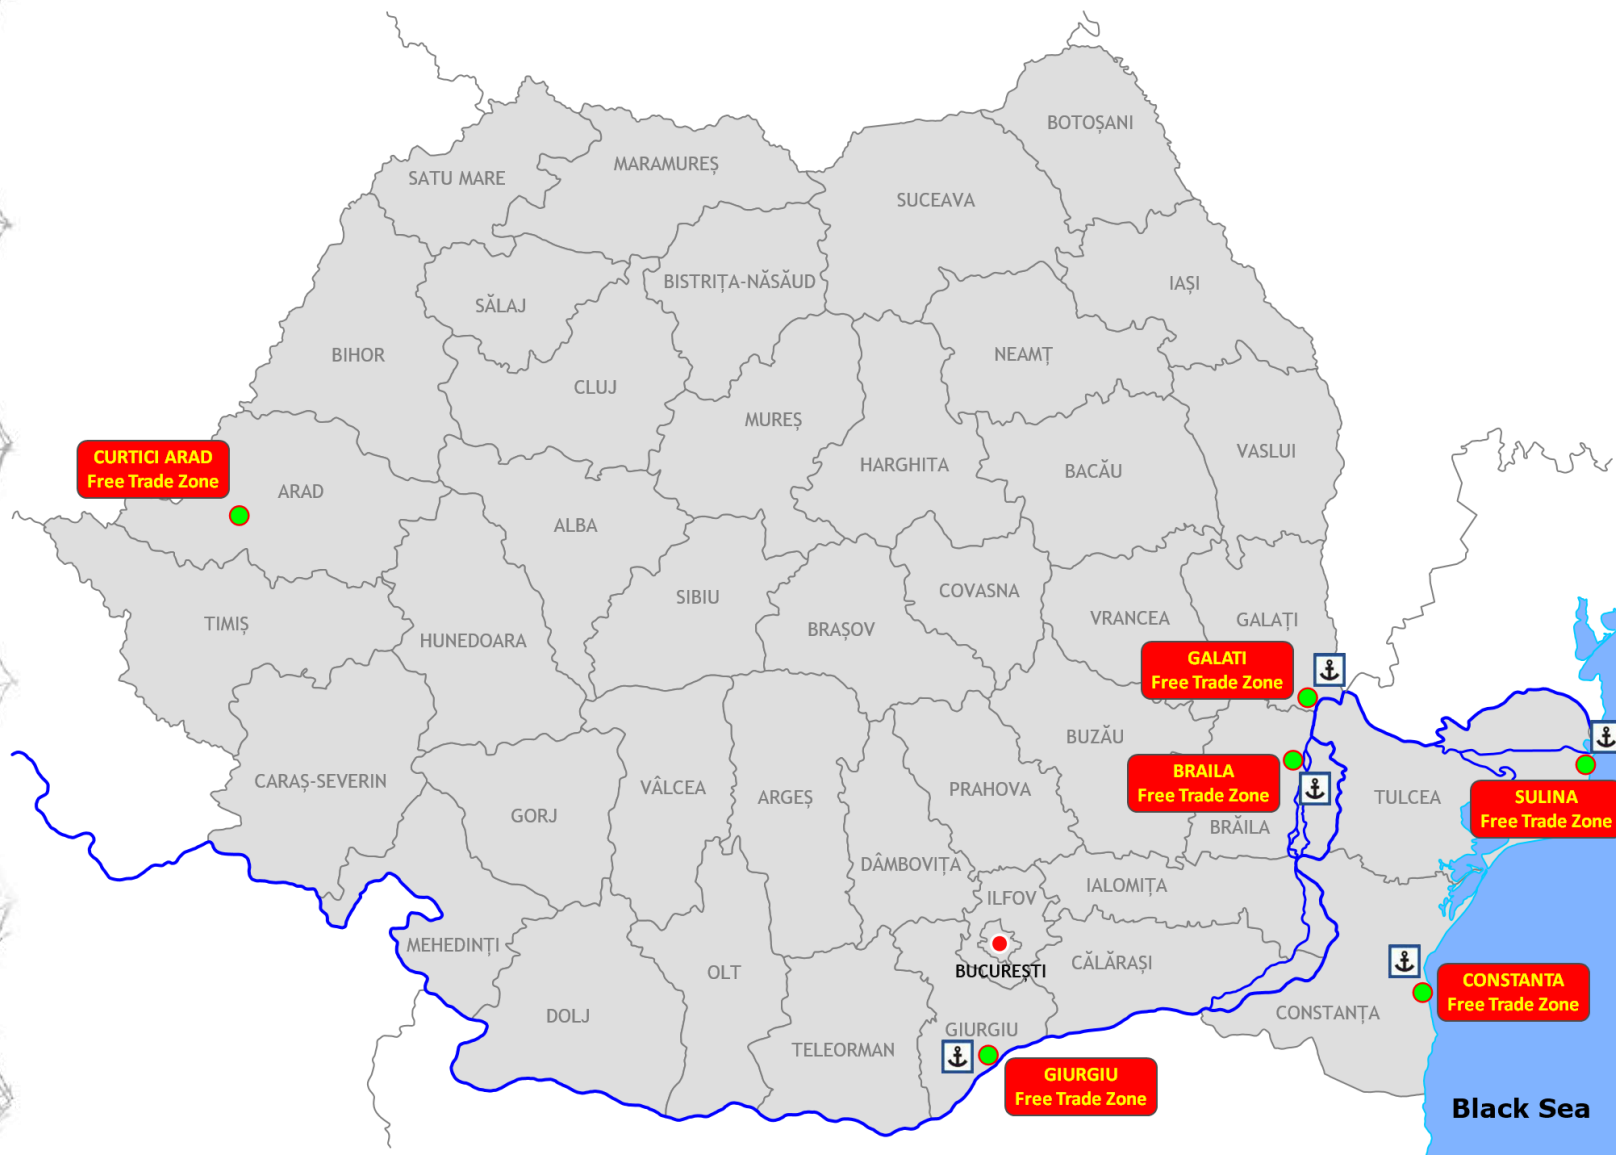 BOTOȘANI
MARAMUREȘ
SATU MARE
SUCEAVA
BISTRIȚA-NĂSĂUD
IAȘI
SĂLAJ
BIHOR
NEAMȚ
CLUJ
MUREȘ
VASLUI
CURTICI ARAD
Free Trade Zone
HARGHITA
BACĂU
ARAD
ALBA
COVASNA
SIBIU
VRANCEA
GALAȚI
TIMIȘ
BRAȘOV
HUNEDOARA
GALATI
Free Trade Zone
BUZĂU
BRAILA
Free Trade Zone
CARAȘ-SEVERIN
VÂLCEA
PRAHOVA
ARGEȘ
TULCEA
SULINA
Free Trade Zone
GORJ
BRĂILA
DÂMBOVIȚA
IALOMIȚA
ILFOV
MEHEDINȚI
CĂLĂRAȘI
BUCUREȘTI
OLT
CONSTANTA
Free Trade Zone
DOLJ
CONSTANȚA
GIURGIU
TELEORMAN
GIURGIU
Free Trade Zone
Black Sea